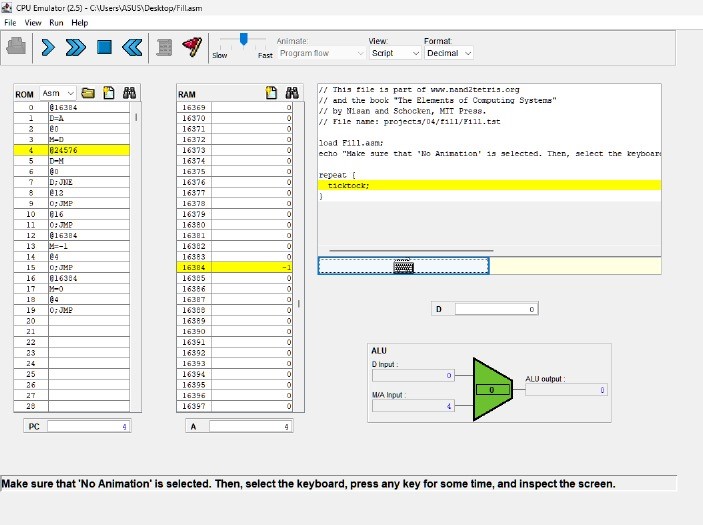 CPU Emulator (2.5) - C:\Users\ASUS\Desktop/Fill.asm
File View Run Help
Slow Fast
Animate:
Program flow
View:
Script
Format:
Decimal
ROM Asm
0 @16384
1 D=A
2 @0
3 M=D
4 @24576
5 D=M
6 @0
7 D;JNE
8 @12
9 0;JMP
10 @16
11 0;JMP
12 @16384
13 M=-1
14 @4
15 0;JMP
16 @16384
17 M=0
18 @4
19 0;JMP
20
21
22
23
24
25
26
27
28
PC 4
RAM
16369 0
16370 0
16371 0
16372 0
16373 0
16374 0
16375 0
16376 0
16377 0
16378 0
16379 0
16380 0
16381 0
16382 0
16383 0
16384 -1
16385 0
16386 0
16387 0
16388 0
16389 0
16390 0
16391 0
16392 0
16393 0
16394 0
16395 0
16396 0
16397 0
A 4
// This file is part of www.nand2tetris.org
// and the book "The Elements of Computing Systems"
// by Nisan and Schocken, MIT Press.
// File name: projects/04/fill/Fill.tst
load Fill.asm;
echo "Make sure that 'No Animation' is selected. Then, select the keyboar
repeat {
ticktock;
}
D 0
ALU
D Input :
0
M/A Input :
4
0
ALU output :
0
Make sure that 'No Animation' is selected. Then, select the keyboard, press any key for some time, and inspect the screen.